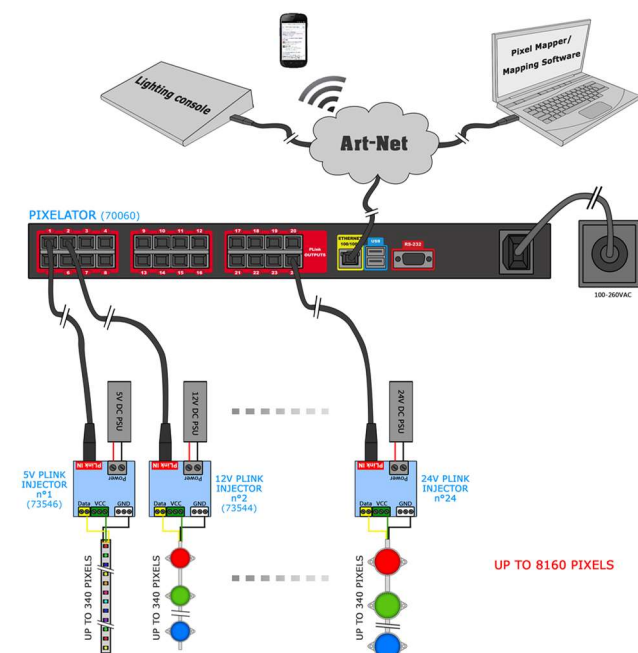 Lighting console
Pixel Mapper/
Mapping Software
Art-Net
PIXELATOR (70060)
1 2 3 4
9 10 11 12
17 18 19 20
6 7 8
13 14 15 16
21 22 23 2
PLink
OUTPUTS
ETHERNET
100/100
USB
RS-232
100-260VAC
5V DC PSU
12V DC PSU
24V DC PSU
5V PLINK
INJECTOR
n°1
(73546)
PLink IN
Power
Data VCC GND
12V PLINK
INJECTOR
n°2
(73544)
PLink IN
Power
Data VCC GND
24V PLINK
INJECTOR
n°24
PLink IN
Power
Data VCC GND
UP TO 340 PIXELS
UP TO 340 PIXELS
UP TO 340 PIXELS
UP TO 8160 PIXELS